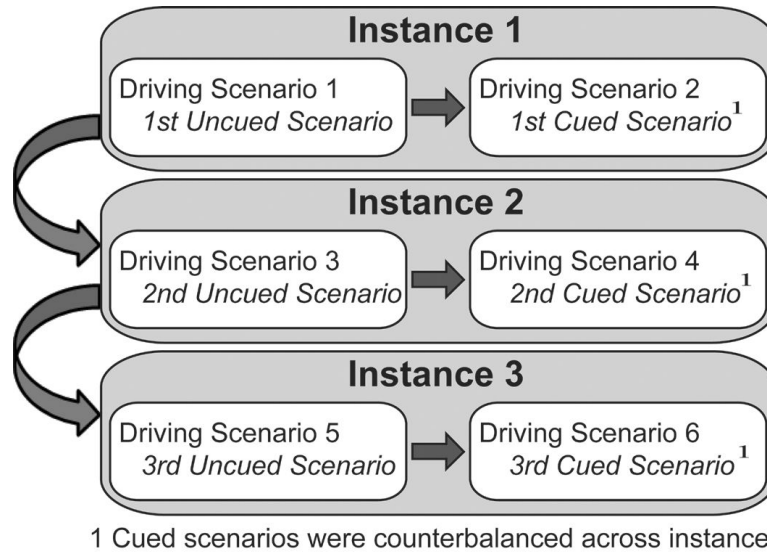 Instance 1
Driving Scenario 1
1st Uncued Scenario
Driving Scenario 2
1st Cued Scenario¹
Instance 2
Driving Scenario 3
2nd Uncued Scenario
Driving Scenario 4
2nd Cued Scenario¹
Instance 3
Driving Scenario 5
3rd Uncued Scenario
Driving Scenario 6
3rd Cued Scenario¹
1 Cued scenarios were counterbalanced across instance